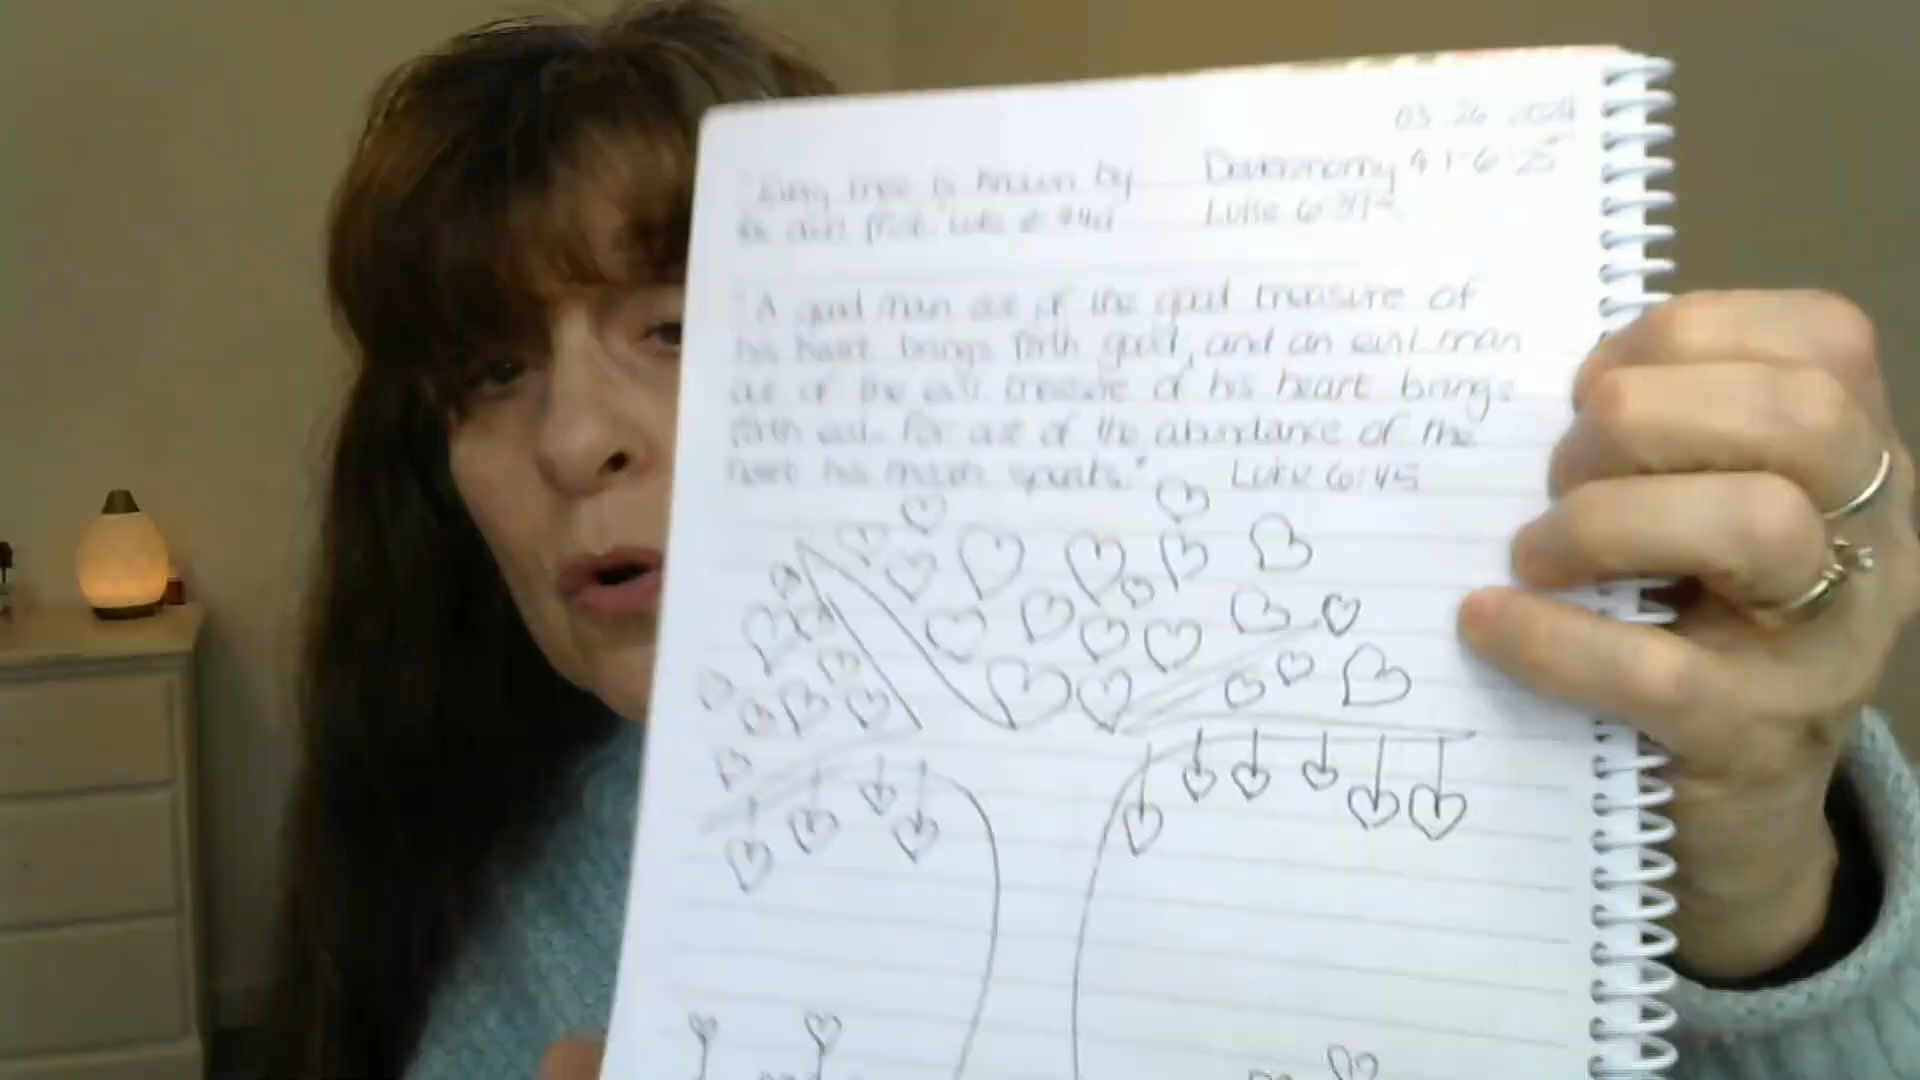 03 26 2024
"Every tree is known by
its own fruit. Luke 6:44a
Deuteronomy 4:1-6:25
Luke 6:39-
"A good man out of the good treasure of
his heart brings forth good, and an evil man
out of the evil treasure of his heart brings
forth evil. For out of the abundance of the
heart his mouth speaks." Luke 6:45